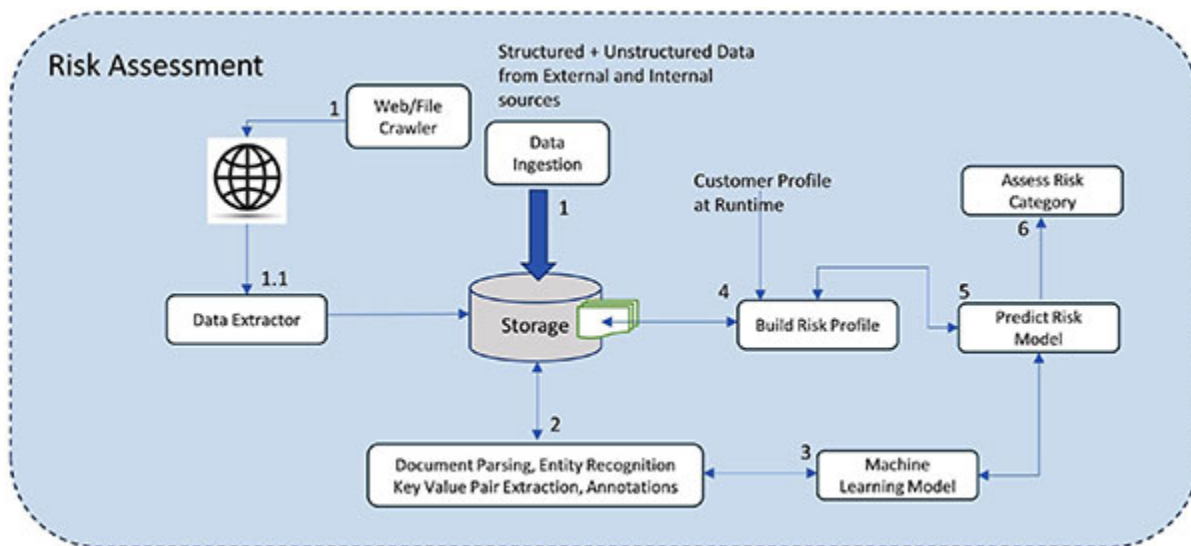 Risk Assessment
Structured + Unstructured Data
from External and Internal
sources
1
Web/File
Crawler
Data
Ingestion
1
Customer Profile
at Runtime
Assess Risk
Category
6
1.1
Data Extractor
Storage
4
Build Risk Profile
5
Predict Risk
Model
2
Document Parsing, Entity Recognition
Key Value Pair Extraction, Annotations
3
Machine
Learning Model